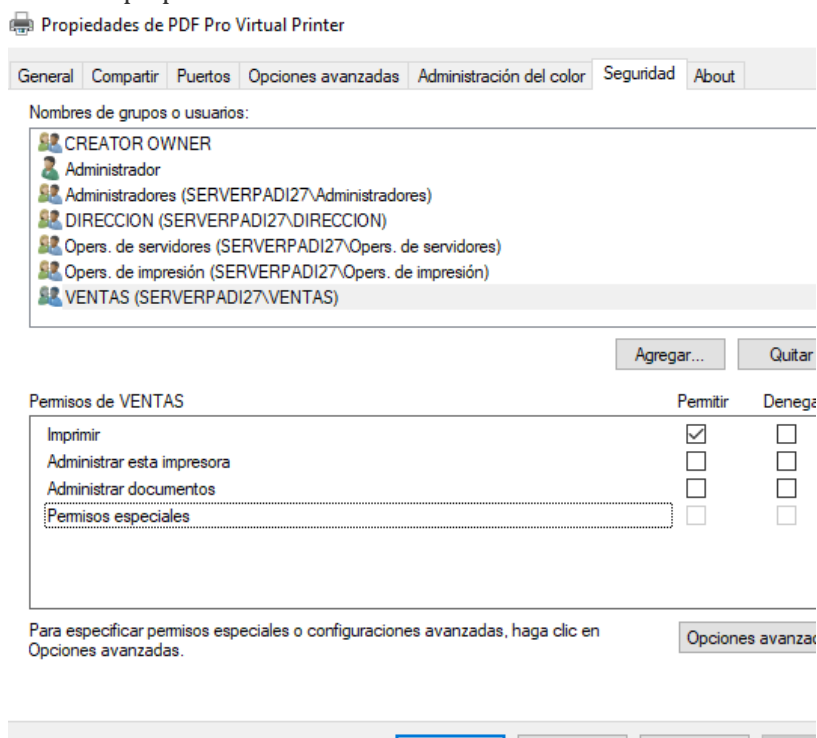 Propiedades de PDF Pro Virtual Printer
General Compartir Puertos Opciones avanzadas Administración del color Seguridad About
Nombres de grupos o usuarios:
CREATOR OWNER
Administrador
Administradores (SERVERPADI27\Administradores)
DIRECCION (SERVERPADI27\DIRECCION)
Opers. de servidores (SERVERPADI27\Opers. de servidores)
Opers. de impresión (SERVERPADI27\Opers. de impresión)
VENTAS (SERVERPADI27\VENTAS)
Agregar... Quitar
Permisos de VENTAS Permitir Denega
Imprimir
Administrar esta impresora
Administrar documentos
Permisos especiales
Para especificar permisos especiales o configuraciones avanzadas, haga clic en
Opciones avanzadas.
Opciones avanzad